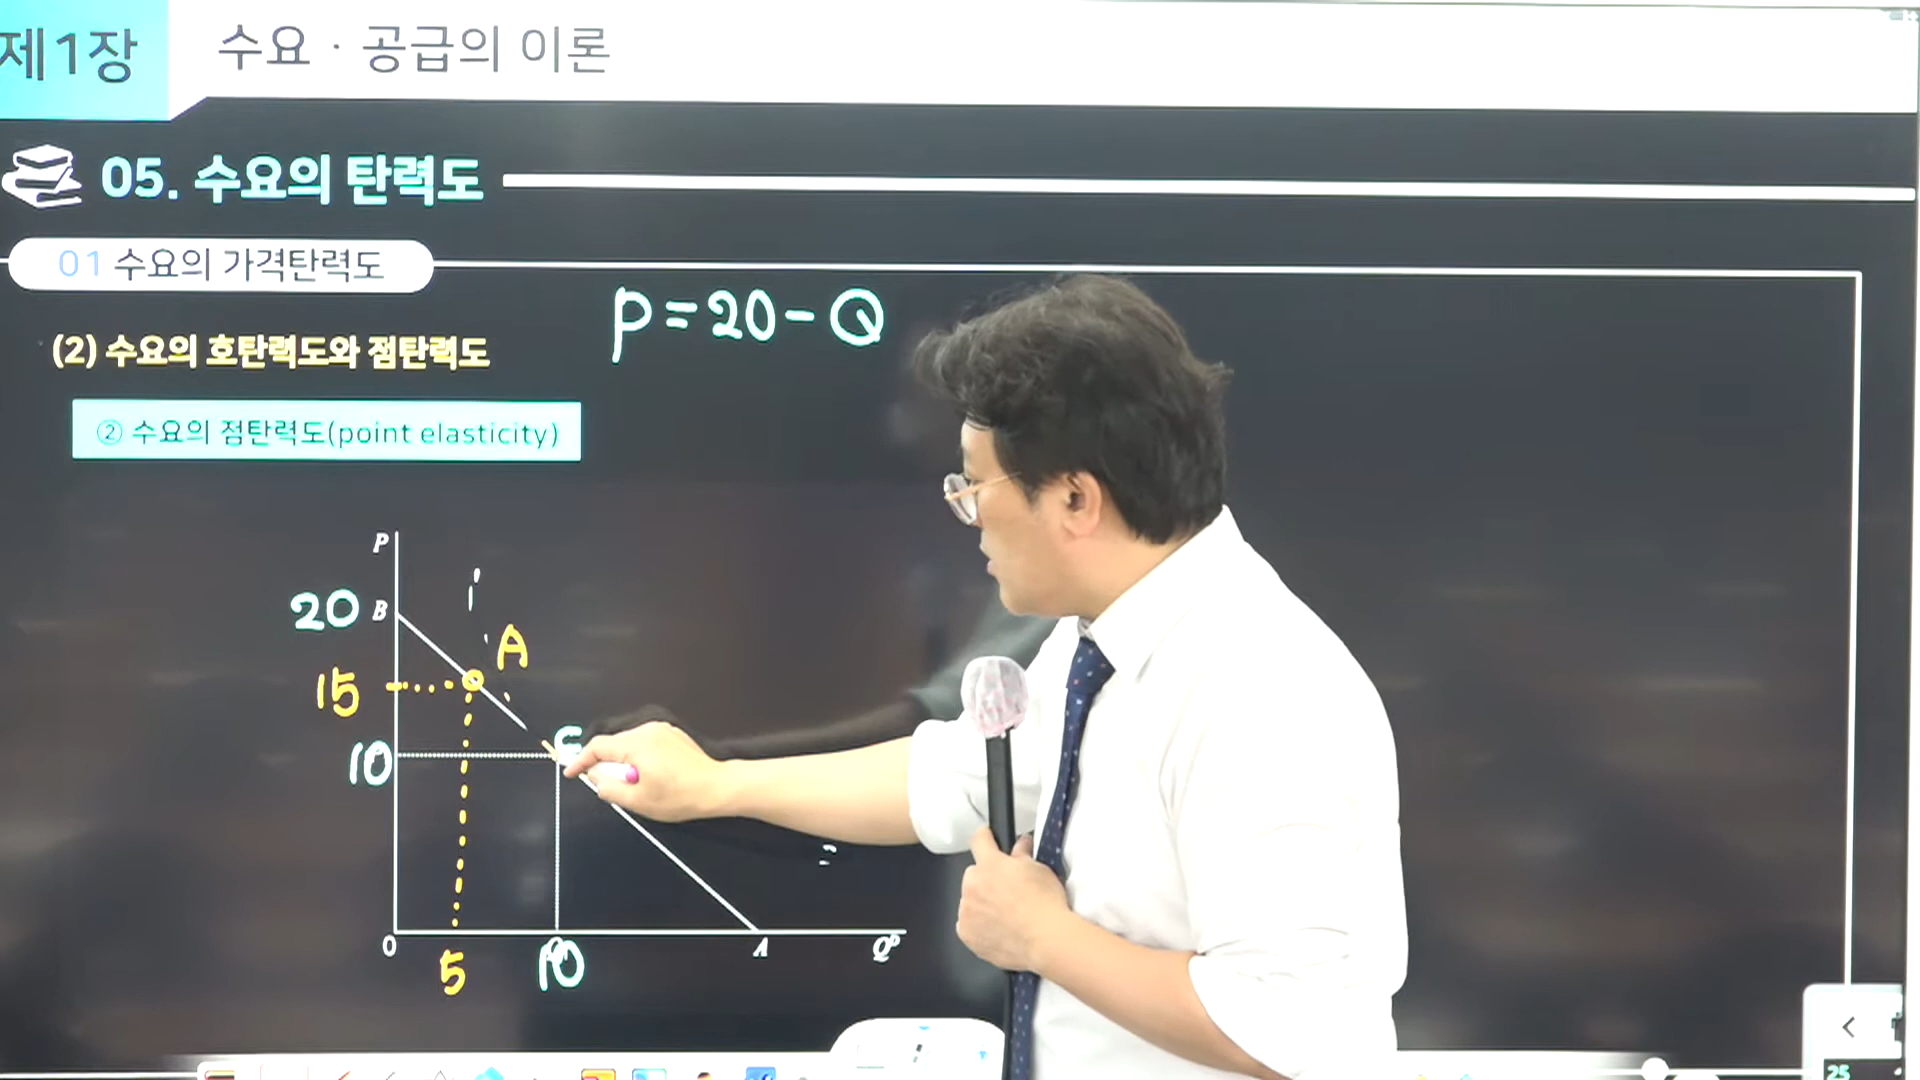 제1장
수요 · 공급의 이론
05. 수요의 탄력도
01 수요의 가격탄력도
P=20-Q
(2) 수요의 호탄력도와 점탄력도
② 수요의 점탄력도(point elasticity)
P
20 B
A
15
10
0
A
5
10
25